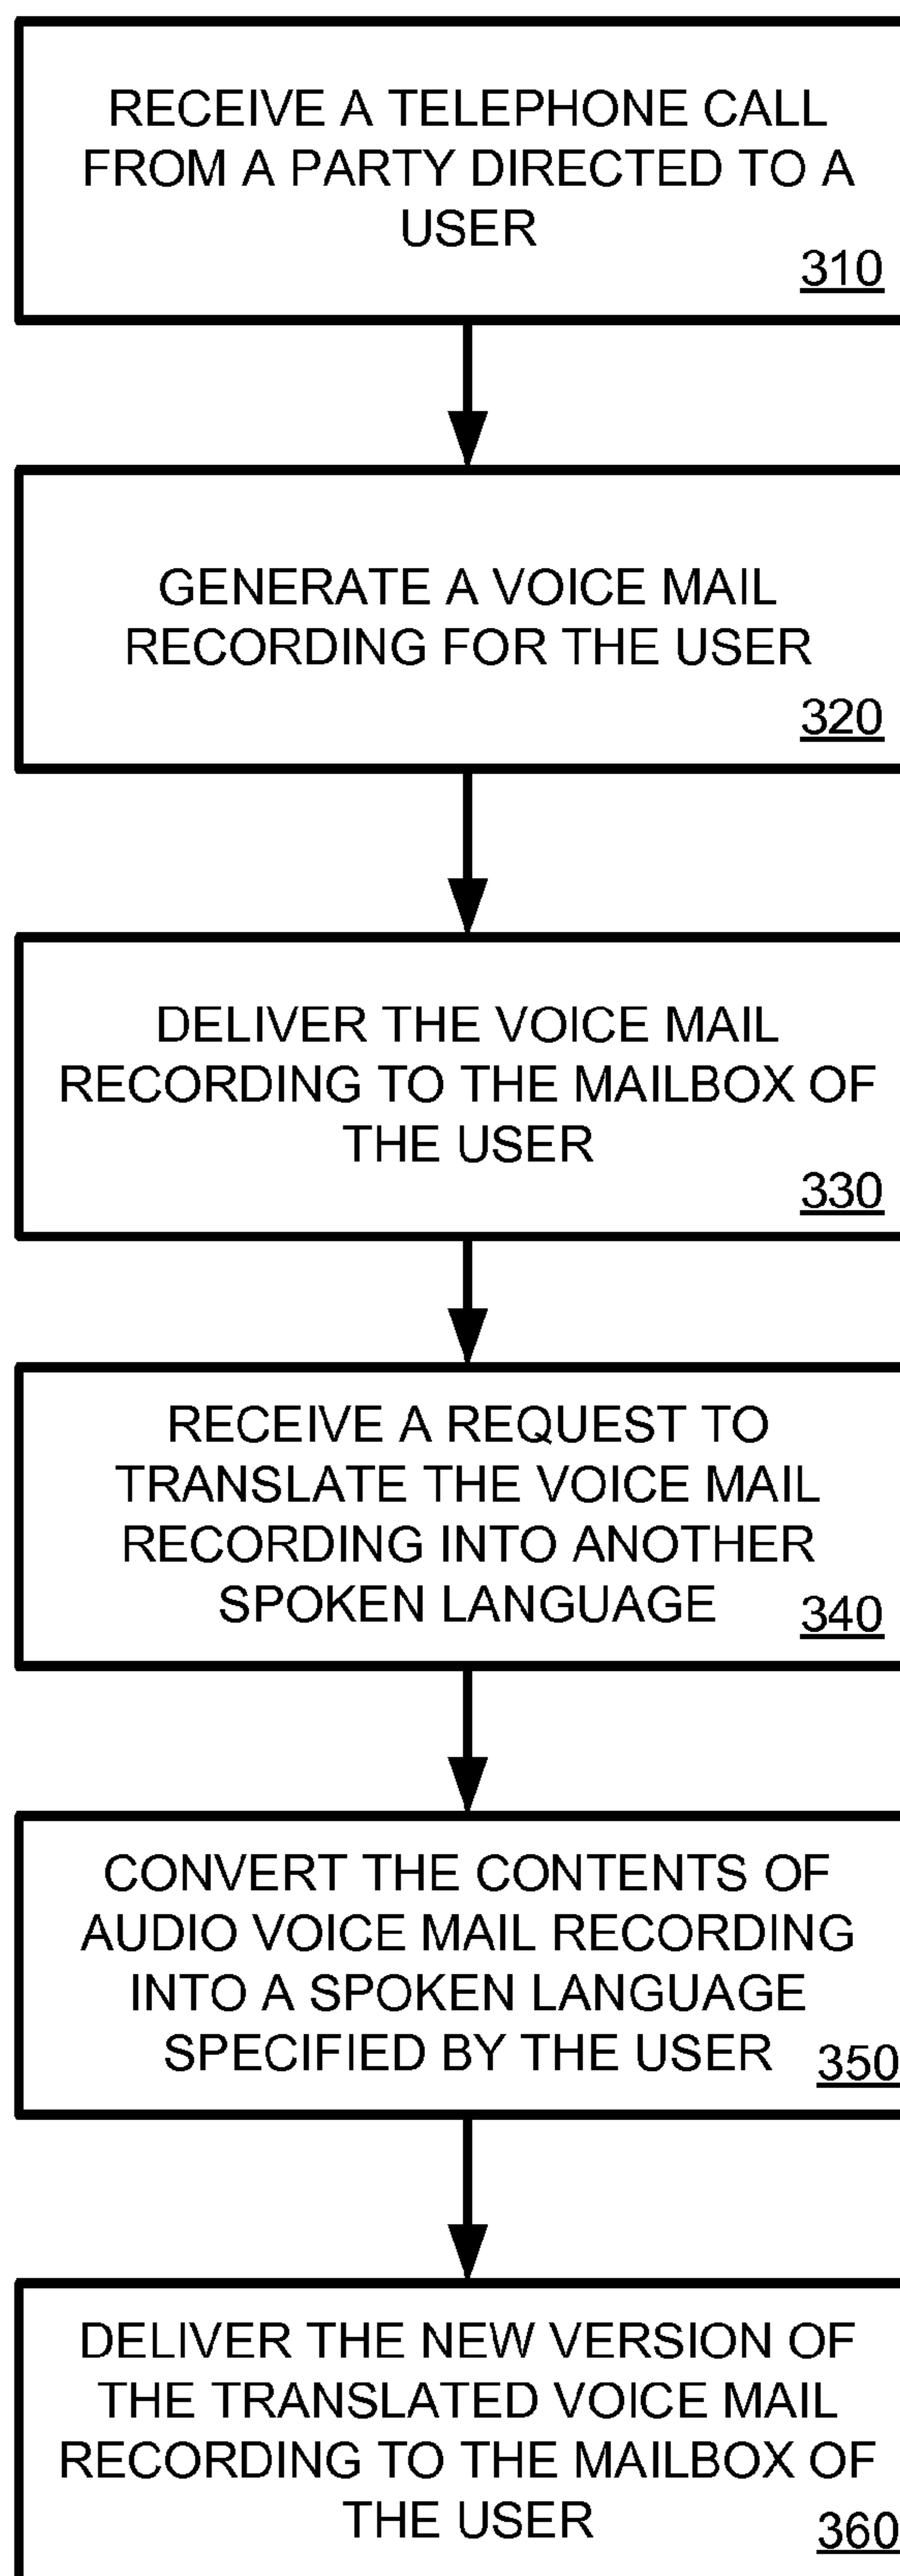 RECEIVE A TELEPHONE CALL
FROM A PARTY DIRECTED TO A
USER
310
GENERATE A VOICE MAIL
RECORDING FOR THE USER
320
DELIVER THE VOICE MAIL
RECORDING TO THE MAILBOX OF
THE USER
330
RECEIVE A REQUEST TO
TRANSLATE THE VOICE MAIL
RECORDING INTO ANOTHER
SPOKEN LANGUAGE
340
CONVERT THE CONTENTS OF
AUDIO VOICE MAIL RECORDING
INTO A SPOKEN LANGUAGE
SPECIFIED BY THE USER
350
DELIVER THE NEW VERSION OF
THE TRANSLATED VOICE MAIL
RECORDING TO THE MAILBOX OF
THE USER
360